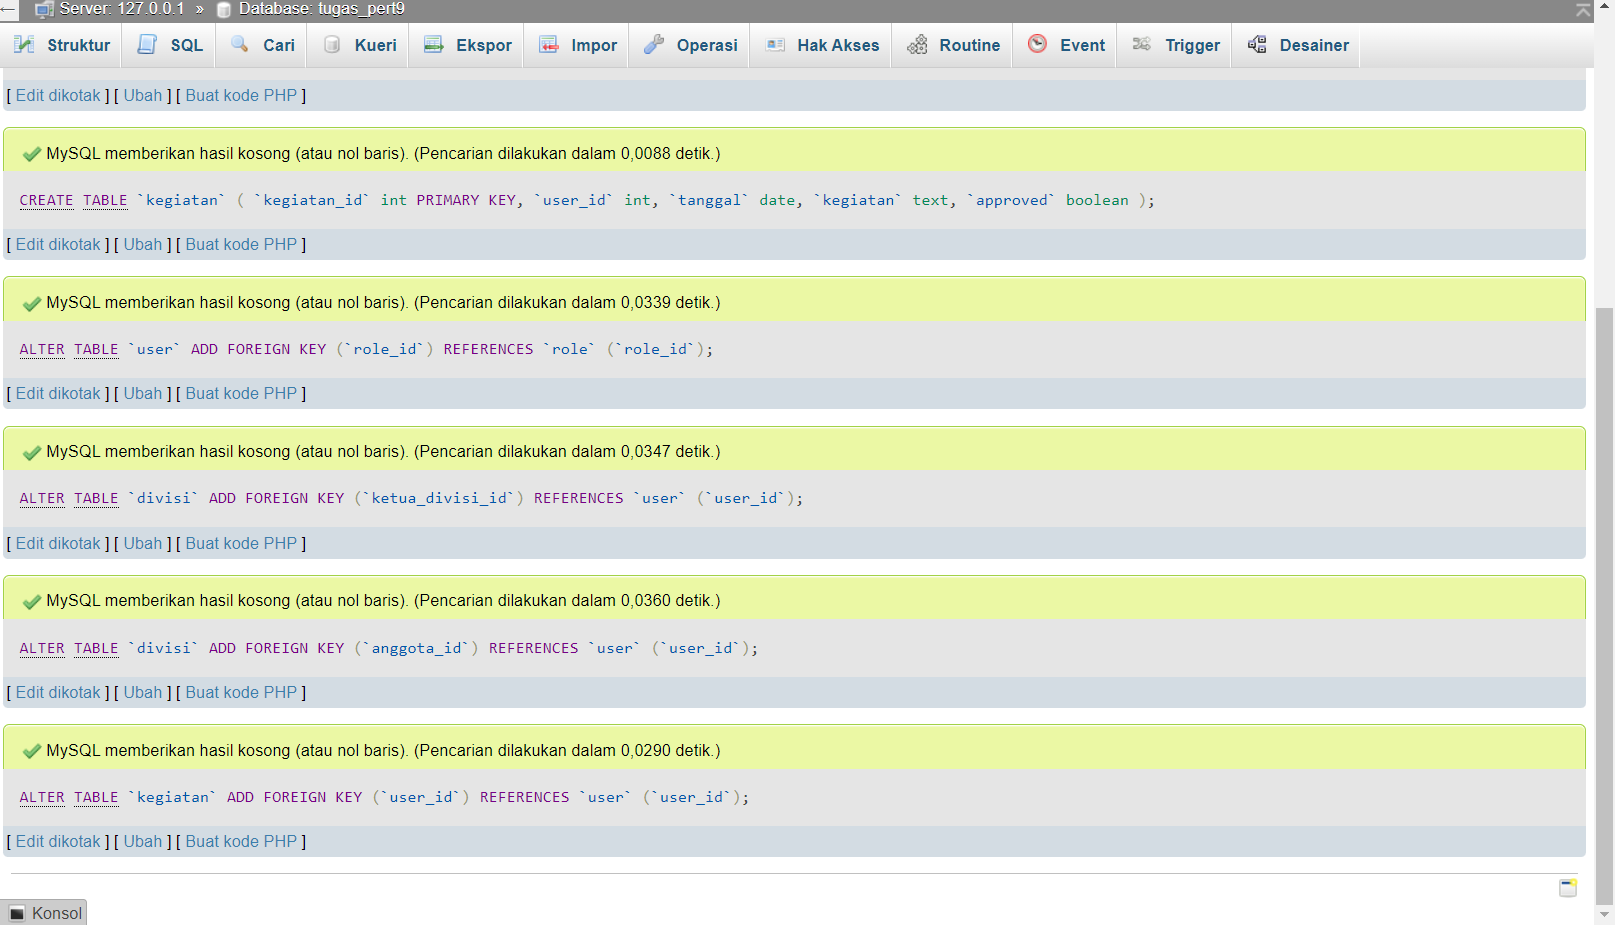 Server: 127.0.0.1 » Database: tugas_pert9
Struktur SQL Cari Kueri Ekspor Impor Operasi Hak Akses Routine Event Trigger Desainer
[ Edit dikotak ] [ Ubah ] [ Buat kode PHP ]
MySQL memberikan hasil kosong (atau nol baris). (Pencarian dilakukan dalam 0,0088 detik.)
CREATE TABLE `kegiatan` ( `kegiatan_id` int PRIMARY KEY, `user_id` int, `tanggal` date, `kegiatan` text, `approved` boolean );
[ Edit dikotak ] [ Ubah ] [ Buat kode PHP ]
MySQL memberikan hasil kosong (atau nol baris). (Pencarian dilakukan dalam 0,0339 detik.)
ALTER TABLE `user` ADD FOREIGN KEY (`role_id`) REFERENCES `role` (`role_id`);
[ Edit dikotak ] [ Ubah ] [ Buat kode PHP ]
MySQL memberikan hasil kosong (atau nol baris). (Pencarian dilakukan dalam 0,0347 detik.)
ALTER TABLE `divisi` ADD FOREIGN KEY (`ketua_divisi_id`) REFERENCES `user` (`user_id`);
[ Edit dikotak ] [ Ubah ] [ Buat kode PHP ]
MySQL memberikan hasil kosong (atau nol baris). (Pencarian dilakukan dalam 0,0360 detik.)
ALTER TABLE `divisi` ADD FOREIGN KEY (`anggota_id`) REFERENCES `user` (`user_id`);
[ Edit dikotak ] [ Ubah ] [ Buat kode PHP ]
MySQL memberikan hasil kosong (atau nol baris). (Pencarian dilakukan dalam 0,0290 detik.)
ALTER TABLE `kegiatan` ADD FOREIGN KEY (`user_id`) REFERENCES `user` (`user_id`);
[ Edit dikotak ] [ Ubah ] [ Buat kode PHP ]
Konsol